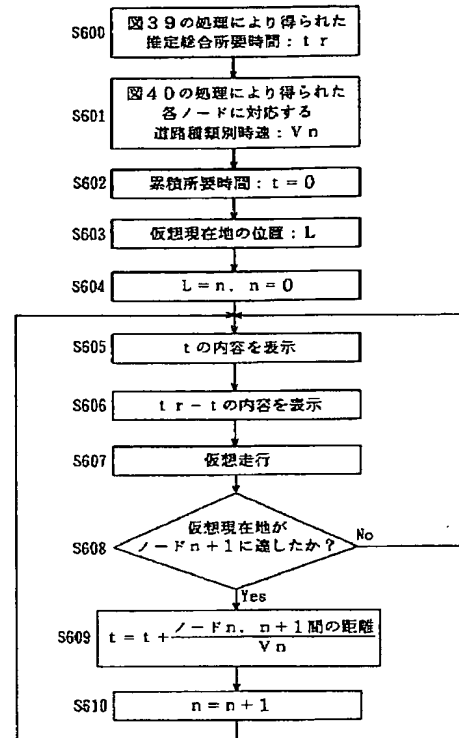 S600
図39の処理により得られた
推定総合所要時間：tr
S601
図40の処理により得られた
各ノードに対応する
道路種類別時速：Vn
S602
累積所要時間：t＝0
S603
仮想現在地の位置：L
S604
L＝n，n＝0
S605
tの内容を表示
S606
tr－tの内容を表示
S607
仮想走行
S608
仮想現在地が
ノードn＋1に達したか？
No
Yes
S609
t＝t＋ノードn，n＋1間の距離
Vn
S610
n＝n＋1